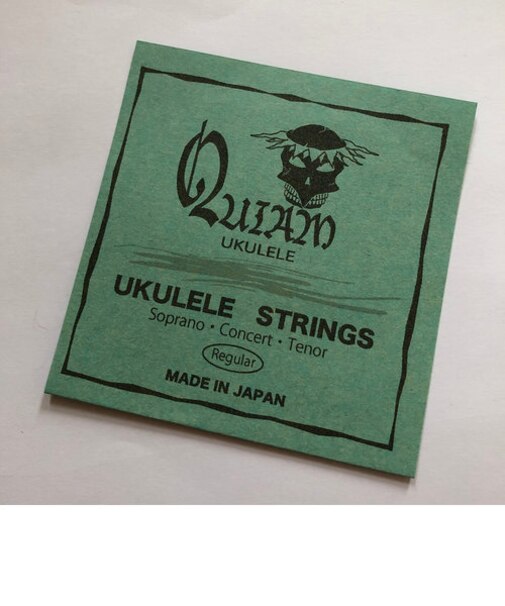 QUIAM
UKULELE
UKULELE STRINGS
Soprano・Concert・Tenor
Regular
MADE IN JAPAN